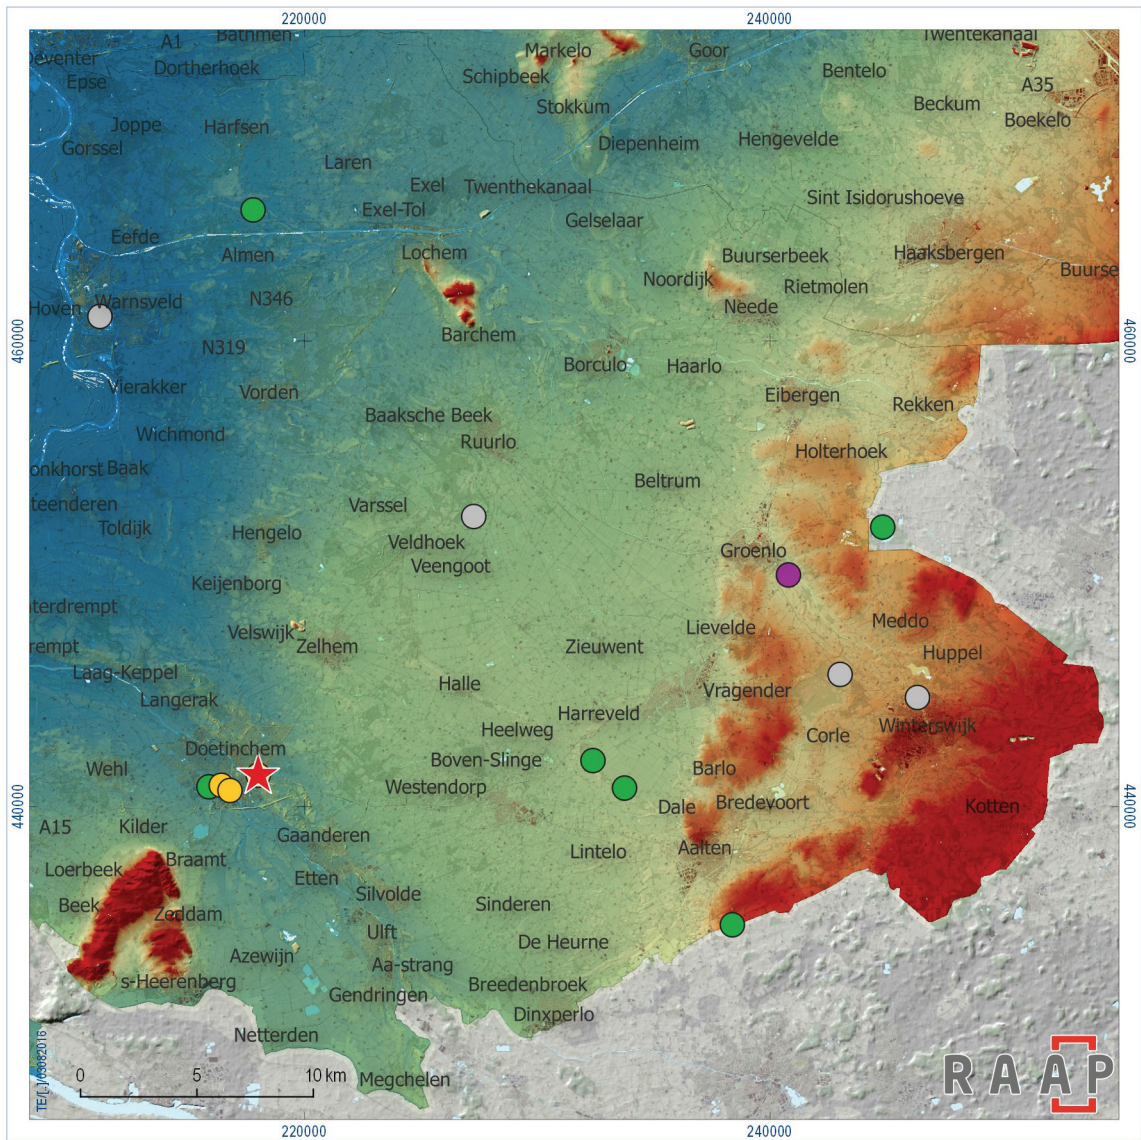 220000 240000
Bathmen Twentekanaal
A1 Markelo Goor
Deventer Dortherhoek Schipbeek Bentelo
Epse A35
Stokkum Beckum
Joppe Harfsen Boekelo
Gorssel Diepenheim Hengevelde
Laren
Exel Twenthekanaal
Exel-Tol Gelselaar Sint Isidorushoeve
Eefde
Almen Lochem Buurserbeek Haaksbergen
Noordijk Buurse
Hoven Warnsveld N346 Neede Rietmolen
Barchem
460000 N319 460000
Borculo Haarlo
Vierakker Vorden Eibergen Rekken
Baaksche Beek
Wichmond Ruurlo
Holterhoek
onkhorst Baak Beltrum
teenderen Varssel
Toldijk Hengelo
Veldhoek Groenlo
Veengoot
Keijenborg
terdrempt
Meddo
Velswijk Lievelde
rempt Zelhem Zieuwent Huppel
Laag-Keppel
Halle Vragender
Langerak
Harreveld
Heelweg Winterswijk
Doetinchem Corle
Boven-Slinge
Wehl Barlo
Westendorp
440000 Dale Bredevoort Kotten 440000
A15 Kilder
Gaanderen
Aalten
Braamt Lintelo
Loerbeek
Etten
Silvolde
Beek Zeddam Sinderen
Ulft
De Heurne
Azewijn
Aa-strang
s-Heerenberg Breedenbroek
Gendringen
Dinxperlo
Netterden
TE/[.]/03082016
0 5 10 km Megchelen
RAAP
220000 240000